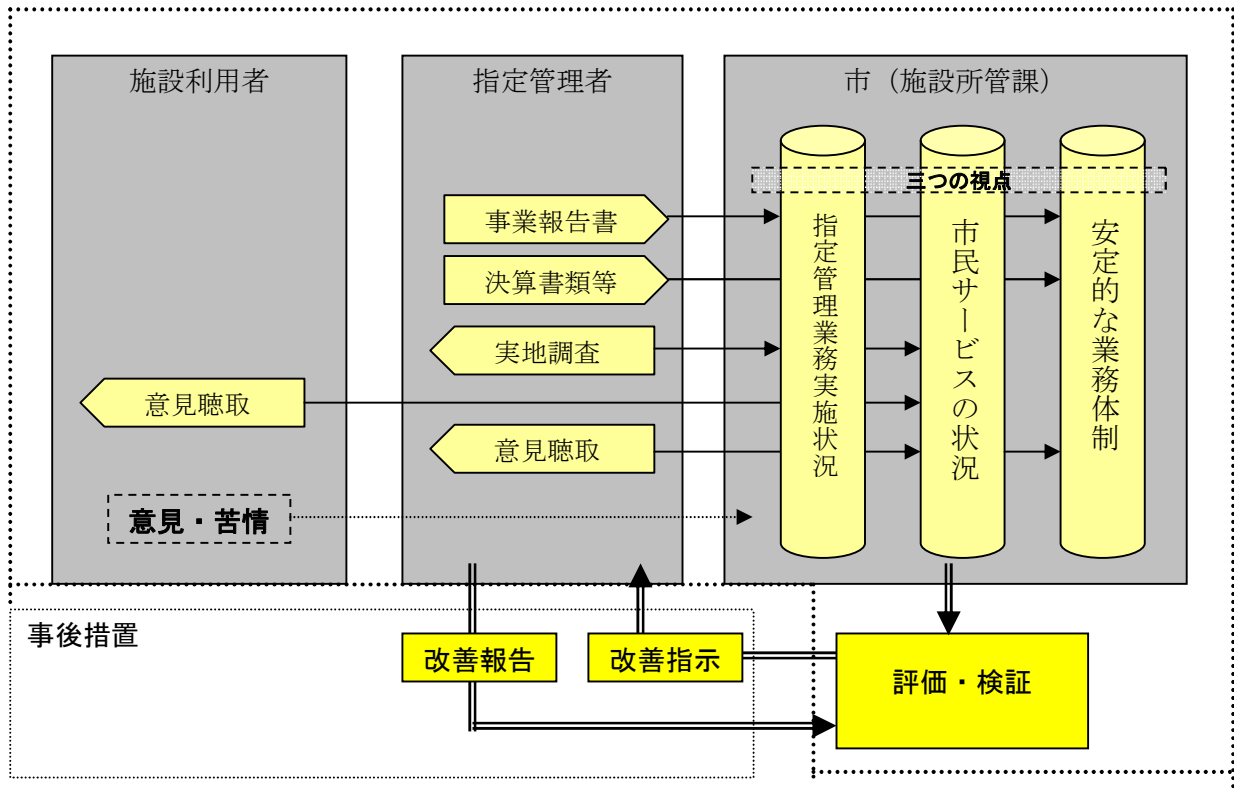 施設利用者
指定管理者
市（施設所管課）
三つの視点
事業報告書
決算書類等
実地調査
意見聴取
意見聴取
意見・苦情
指定管理業務実施状況
市民サービスの状況
安定的な業務体制
事後措置
改善報告
改善指示
評価・検証